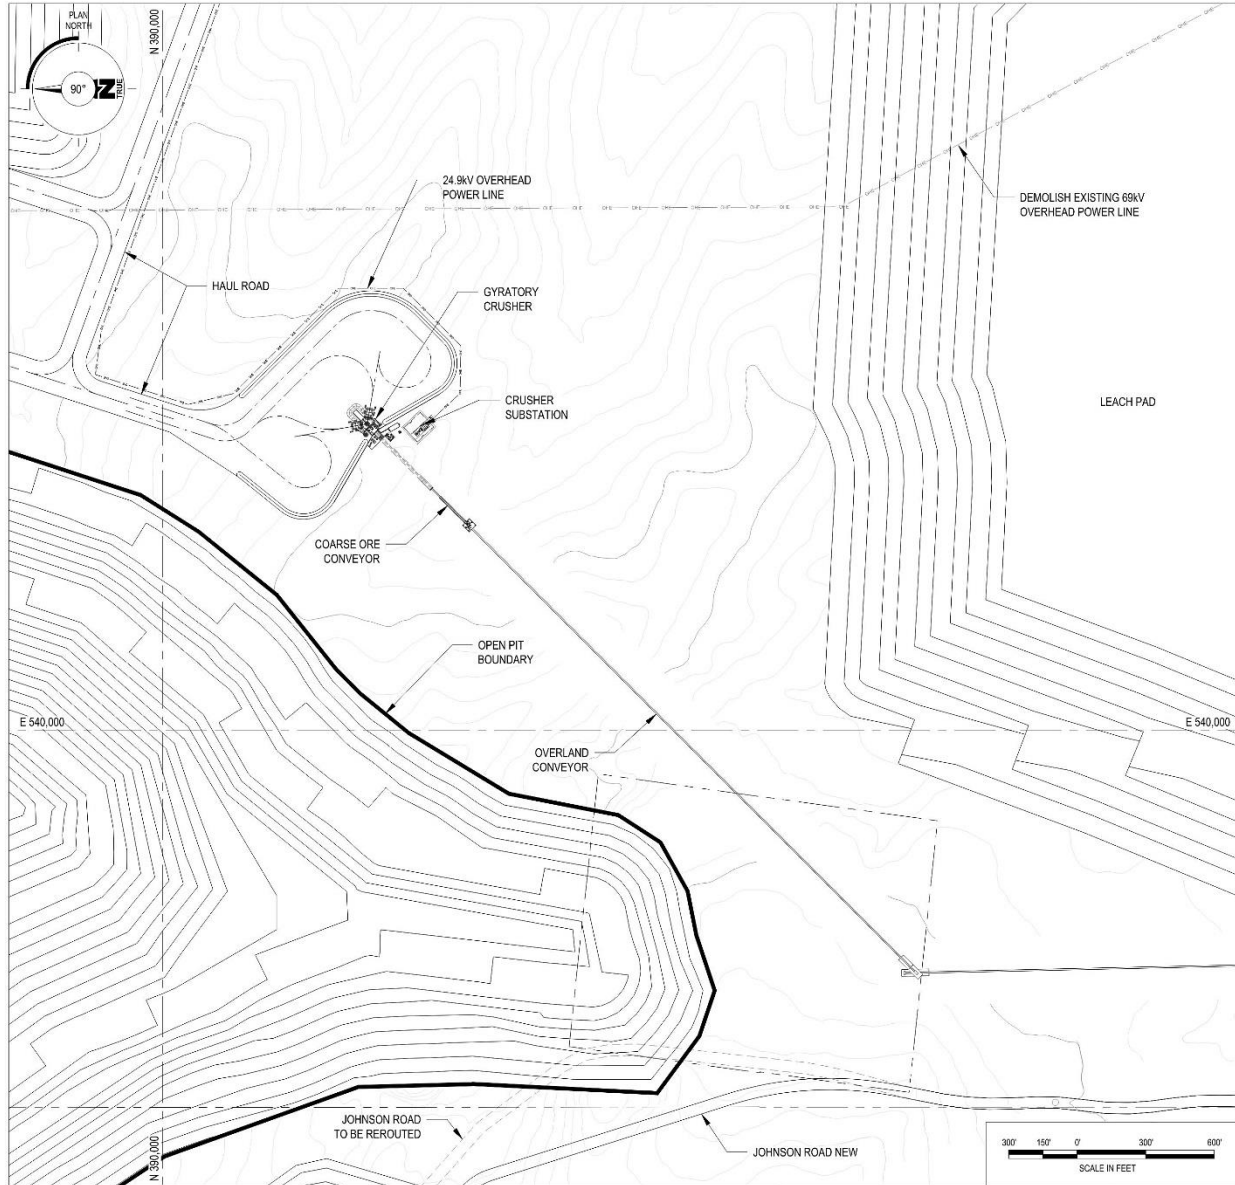 PLAN
NORTH
N 390,000
90°
N
TRUE
24.9kV OVERHEAD
POWER LINE
DEMOLISH EXISTING 69kV
OVERHEAD POWER LINE
HAUL ROAD
GYRATORY
CRUSHER
CRUSHER
SUBSTATION
LEACH PAD
COARSE ORE
CONVEYOR
OPEN PIT
BOUNDARY
E 540,000
E 540,000
OVERLAND
CONVEYOR
JOHNSON ROAD
TO BE REROUTED
N 390,000
JOHNSON ROAD NEW
300' 150' 0' 300' 600'
SCALE IN FEET